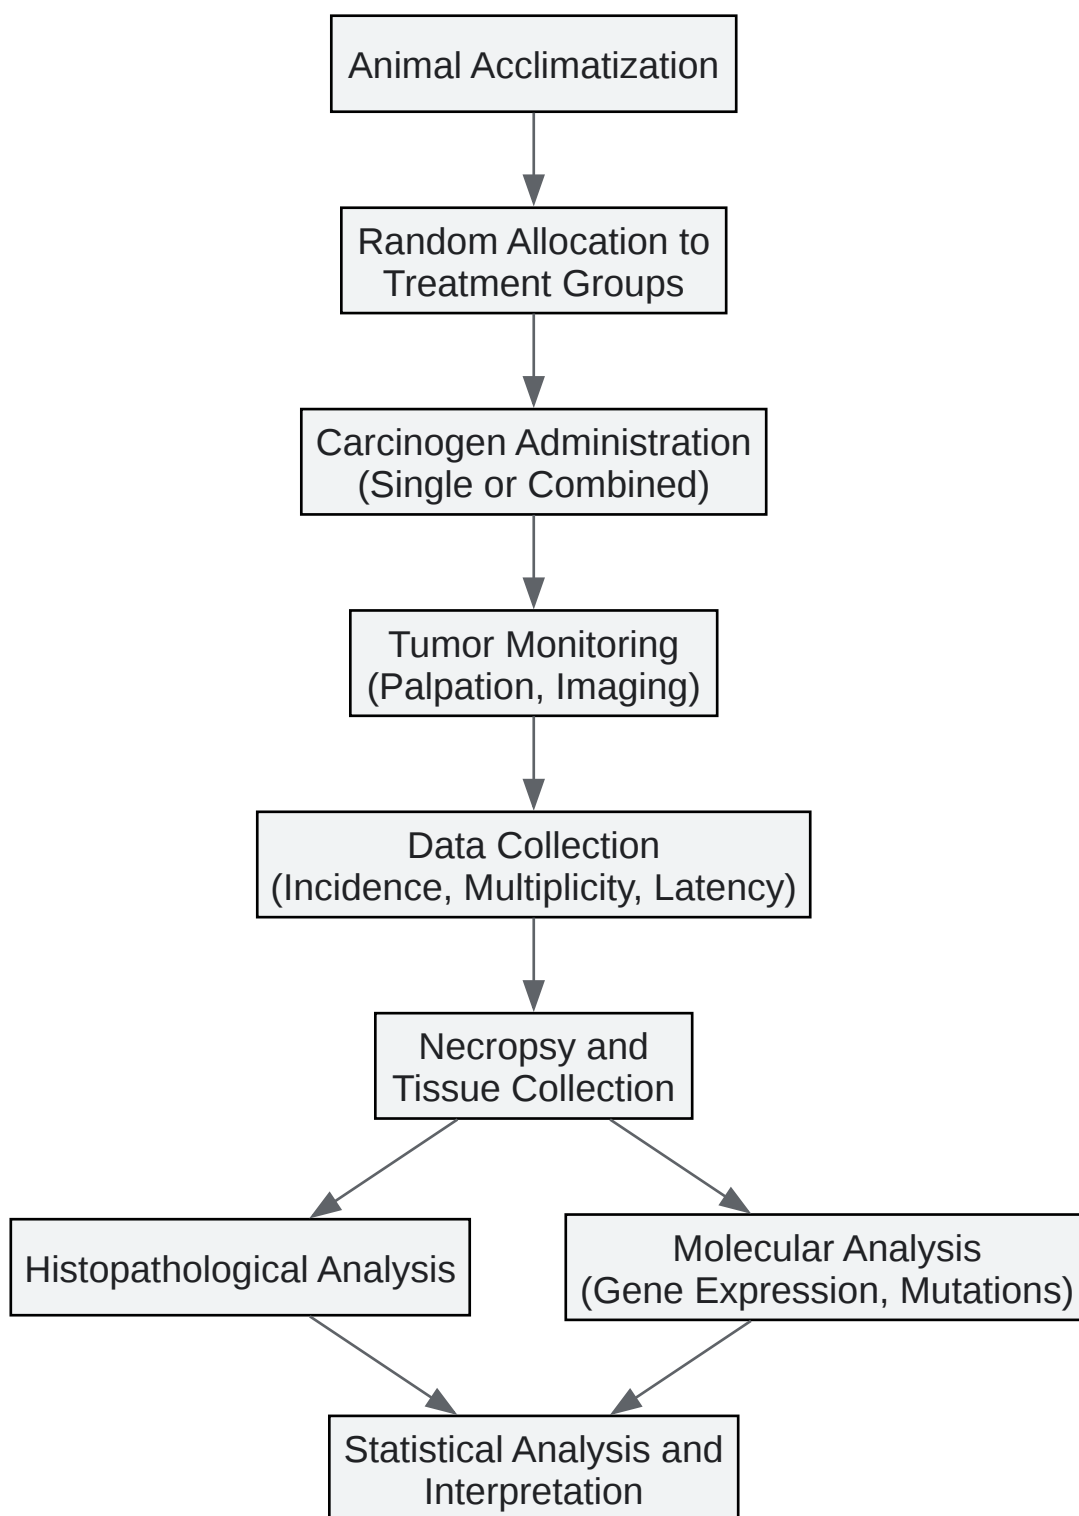 Animal Acclimatization
Random Allocation to
Treatment Groups
Carcinogen Administration
(Single or Combined)
Tumor Monitoring
(Palpation, Imaging)
Data Collection
(Incidence, Multiplicity, Latency)
Necropsy and
Tissue Collection
Histopathological Analysis
Molecular Analysis
(Gene Expression, Mutations)
Statistical Analysis and
Interpretation